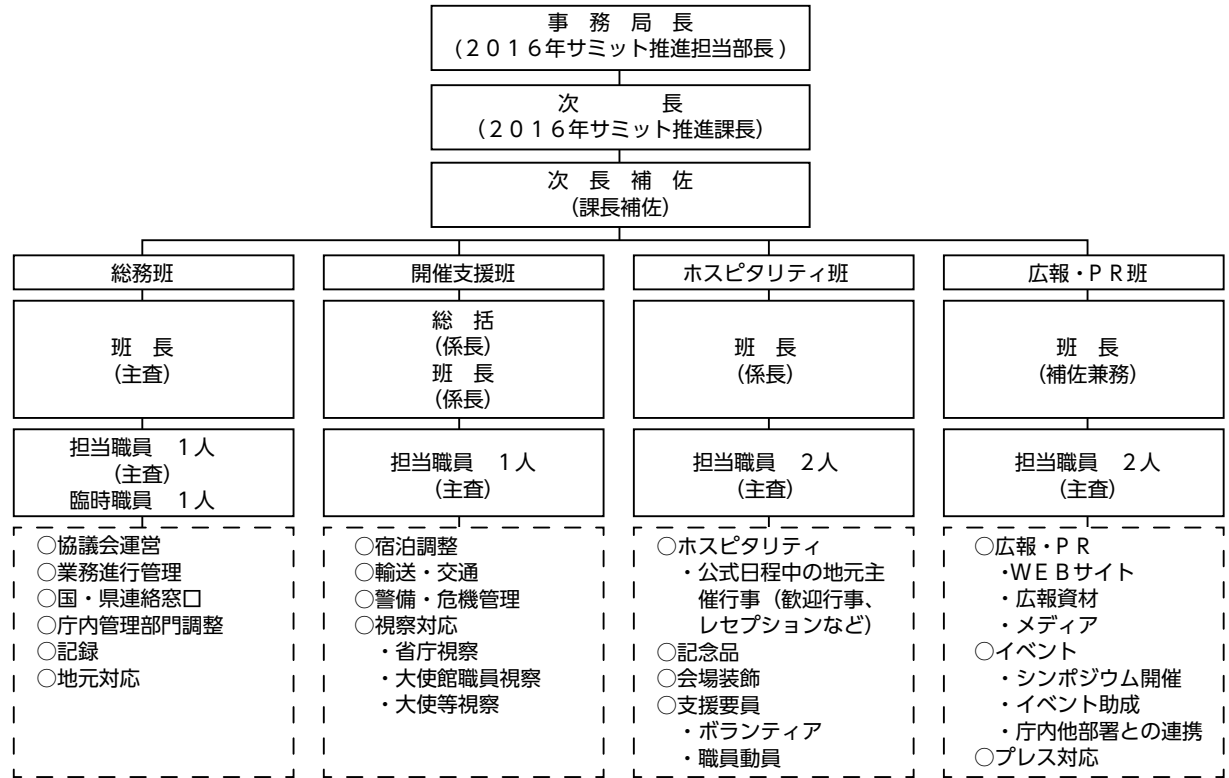 事 務 局 長
(２０１６年サミット推進担当部長)
次　　　長
(２０１６年サミット推進課長)
次 長 補 佐
(課長補佐)
総務班
班 長
(主査)
担当職員　１人
(主査)
臨時職員　１人
○協議会運営
○業務進行管理
○国・県連絡窓口
○庁内管理部門調整
○記録
○地元対応
開催支援班
総 括
(係長)
班 長
(係長)
担当職員　１人
(主査)
○宿泊調整
○輸送・交通
○警備・危機管理
○視察対応
・省庁視察
・大使館職員視察
・大使等視察
ホスピタリティ班
班 長
(係長)
担当職員　２人
(主査)
○ホスピタリティ
・公式日程中の地元主
催行事（歓迎行事、
レセプションなど）
○記念品
○会場装飾
○支援要員
・ボランティア
・職員動員
広報・ＰＲ班
班 長
(補佐兼務)
担当職員　２人
(主査)
○広報・ＰＲ
・ＷＥＢサイト
・広報資材
・メディア
○イベント
・シンポジウム開催
・イベント助成
・庁内他部署との連携
○プレス対応